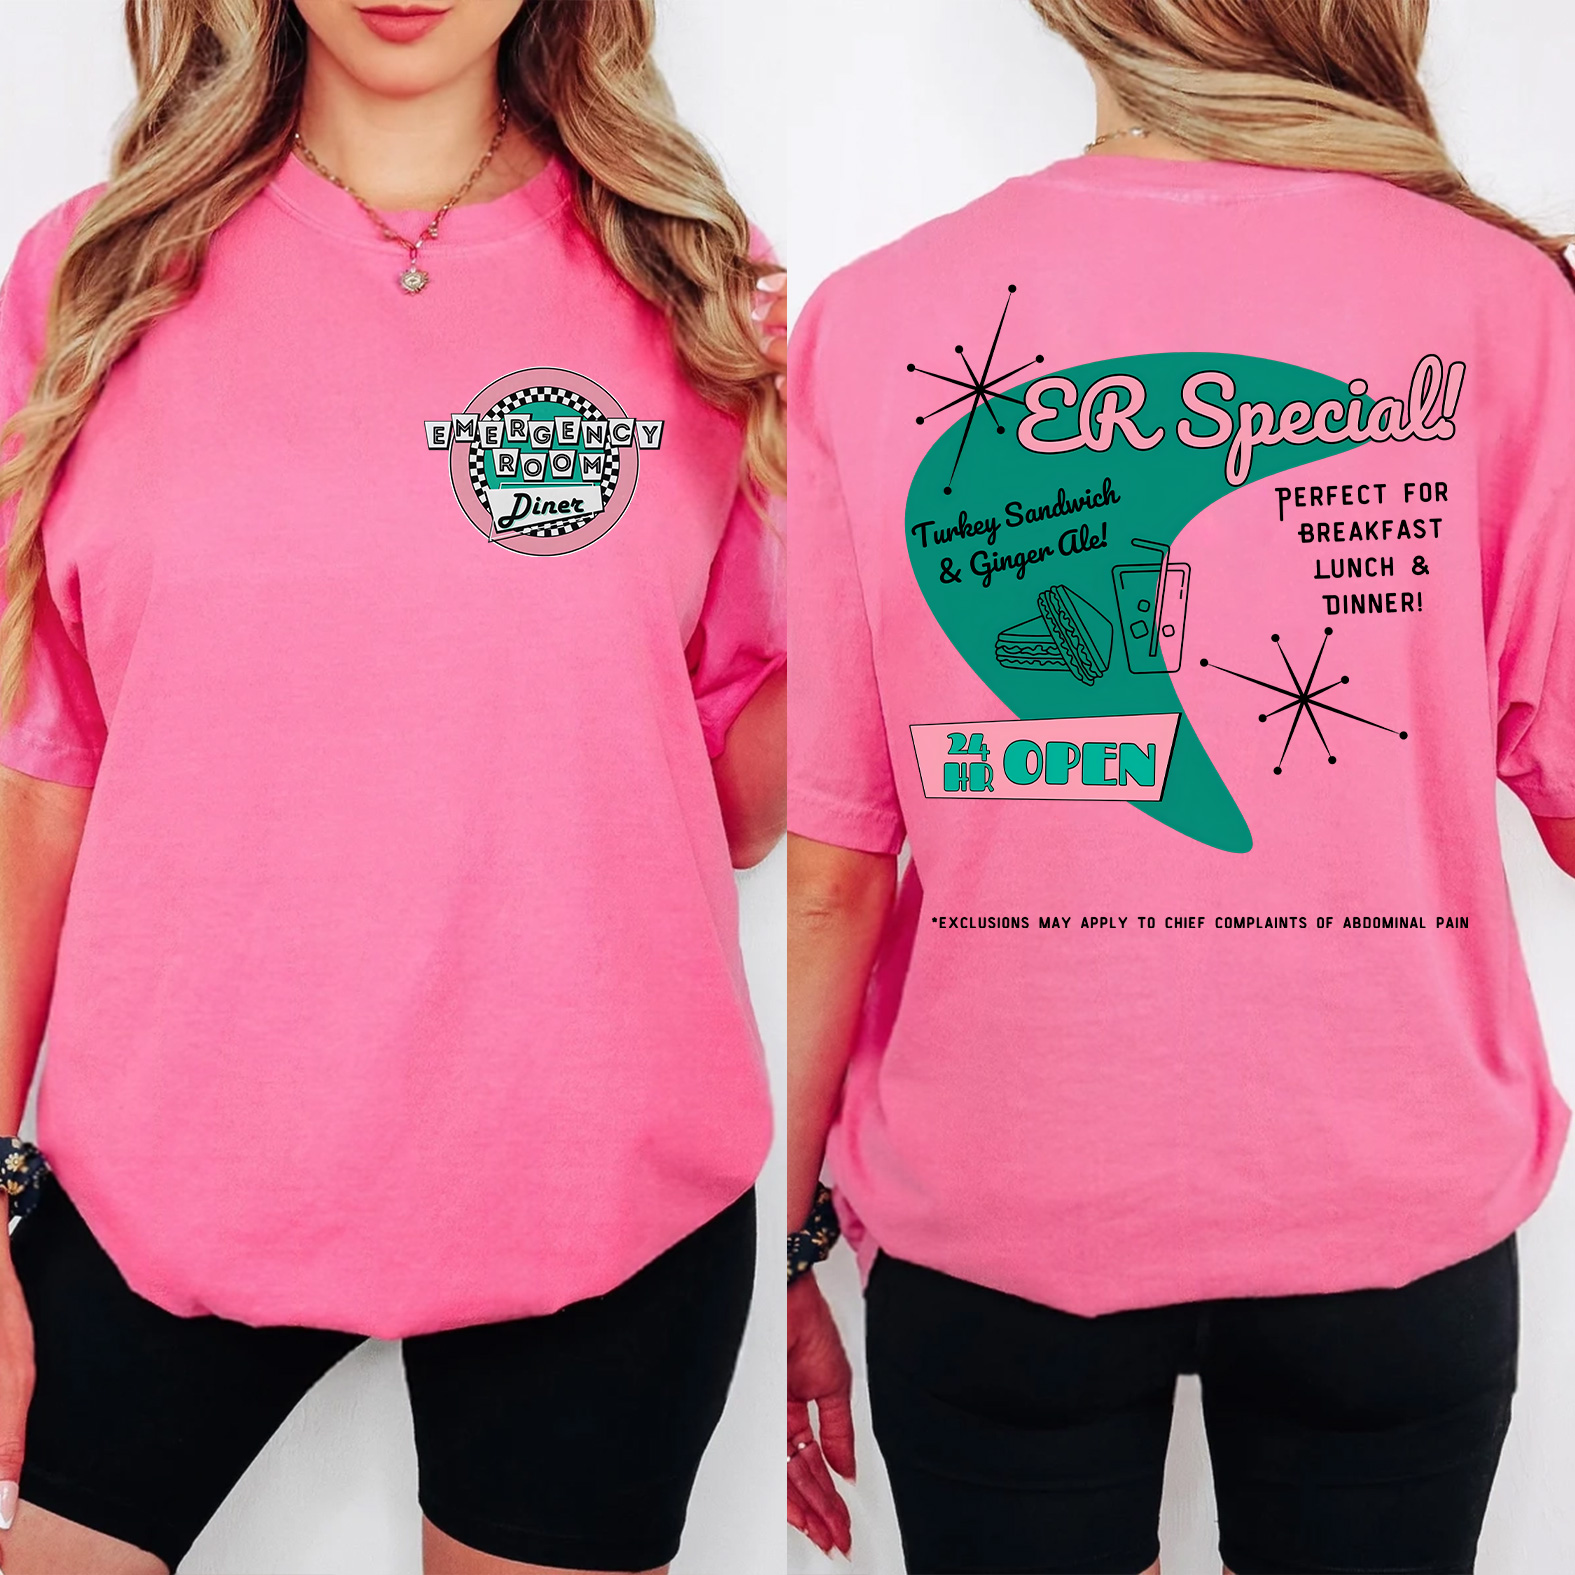 EMERGENCY
ROOM
Diner
ER Special!
Turkey Sandwich
& Ginger Ale!
PERFECT FOR
BREAKFAST
LUNCH &
DINNER!
24
HR
OPEN
*EXCLUSIONS MAY APPLY TO CHIEF COMPLAINTS OF ABDOMINAL PAIN